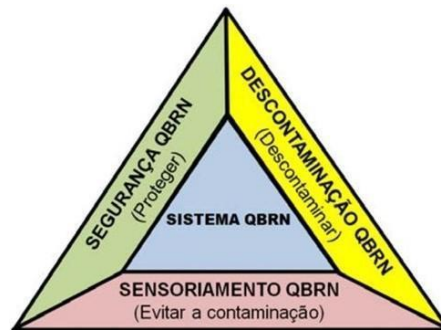 SEGURANÇA QBRN
(Proteger)
DESCONTAMINAÇÃO QBRN
(Descontaminar)
SISTEMA QBRN
SENSORIAMENTO QBRN
(Evitar a contaminação)